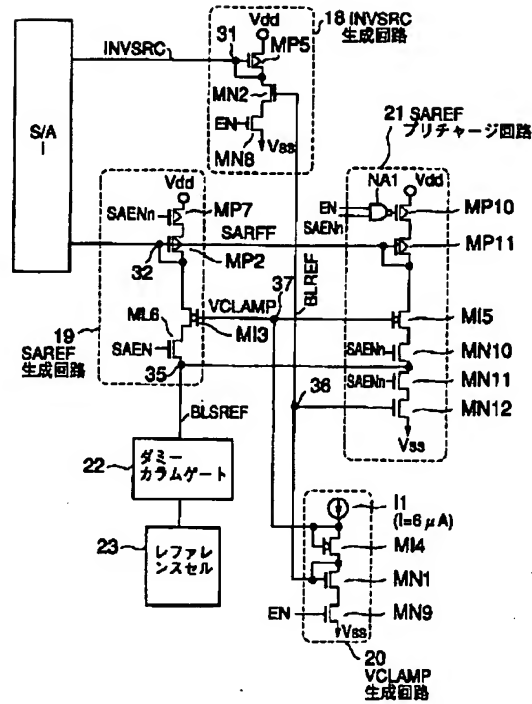 18 INVSRC
生成回路
Vdd
31
INVSRC
MP5
MN2
EN
MN8
Vss
S/A
21 SAREF
プリチャージ回路
NA1
Vdd
EN
SAENn
MP10
MP11
Vdd
SAENn
MP7
SARFF
32
MP2
37
VCLAMP
BLREF
ML6
MI3
MI5
19
SAREF
生成回路
SAEN
35
SAENn
MN10
SAENn
MN11
36
MN12
Vss
BLSREF
22
ダミー
カラムゲート
23
レファレ
ンスセル
I1
(I=6μA)
MI4
MN1
EN
MN9
Vss
20
VCLAMP
生成回路